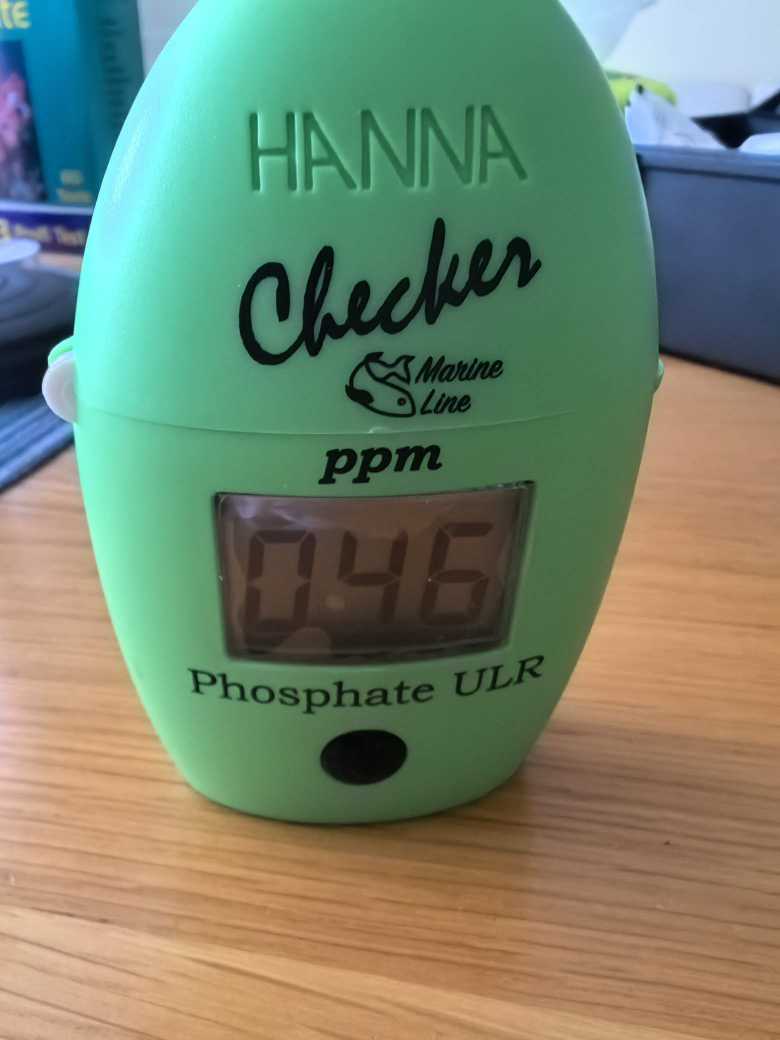 HANNA
Checker
Marine
Line
ppm
0.46
Phosphate ULR